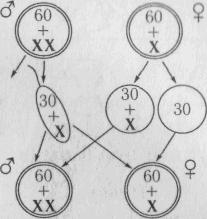 ♂ 60 + XX 60 + X ♀
30 + X 30 + X 30
♂ 60 + XX 60 + X ♀